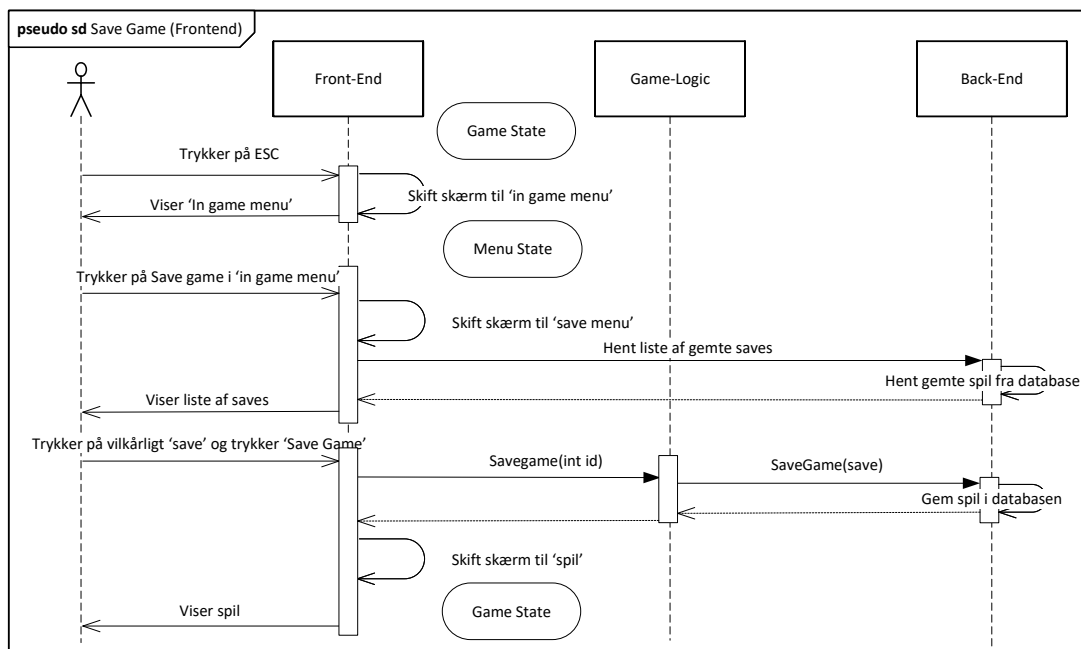 pseudo sd Save Game (Frontend)
Front-End
Game-Logic
Back-End
Game State
Trykker på ESC
Skift skærm til ‘in game menu’
Viser ‘In game menu’
Menu State
Trykker på Save game i ‘in game menu’
Skift skærm til ‘save menu’
Hent liste af gemte saves
Hent gemte spil fra database
Viser liste af saves
Trykker på vilkårligt ‘save’ og trykker ‘Save Game’
Savegame(int id)
SaveGame(save)
Gem spil i databasen
Skift skærm til ‘spil’
Viser spil
Game State